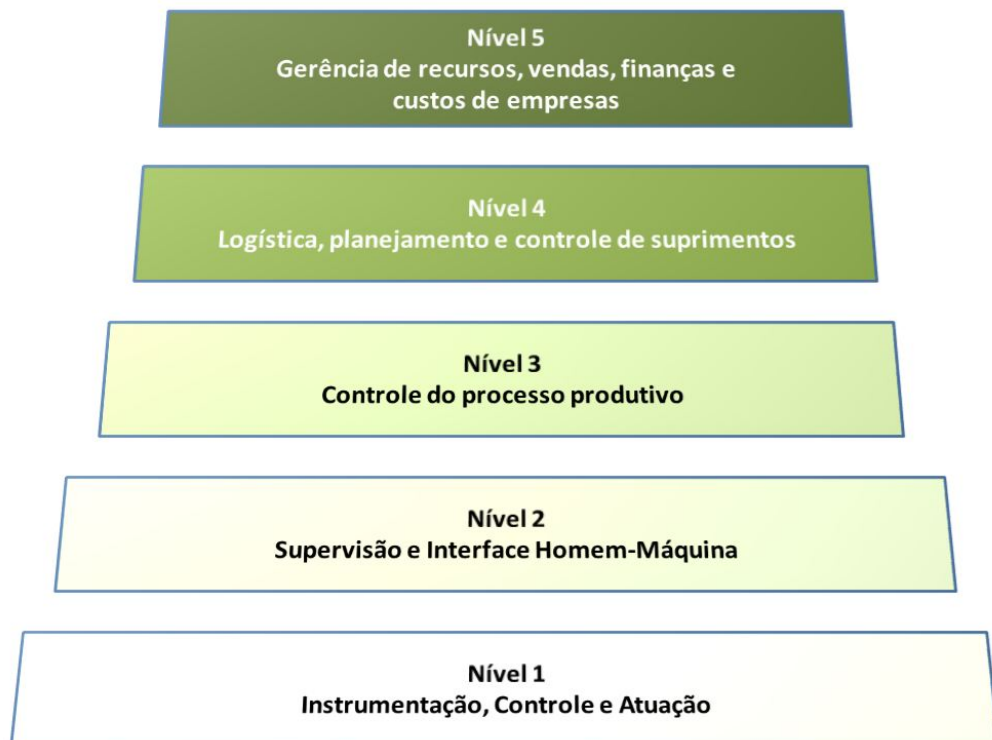 Nível 5
Gerência de recursos, vendas, finanças e
custos de empresas
Nível 4
Logística, planejamento e controle de suprimentos
Nível 3
Controle do processo produtivo
Nível 2
Supervisão e Interface Homem-Máquina
Nível 1
Instrumentação, Controle e Atuação